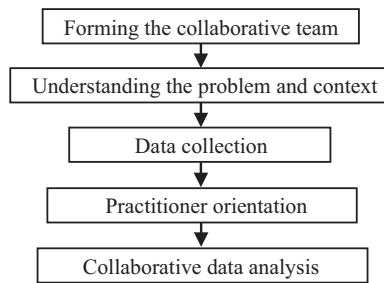 Forming the collaborative team
Understanding the problem and context
Data collection
Practitioner orientation
Collaborative data analysis